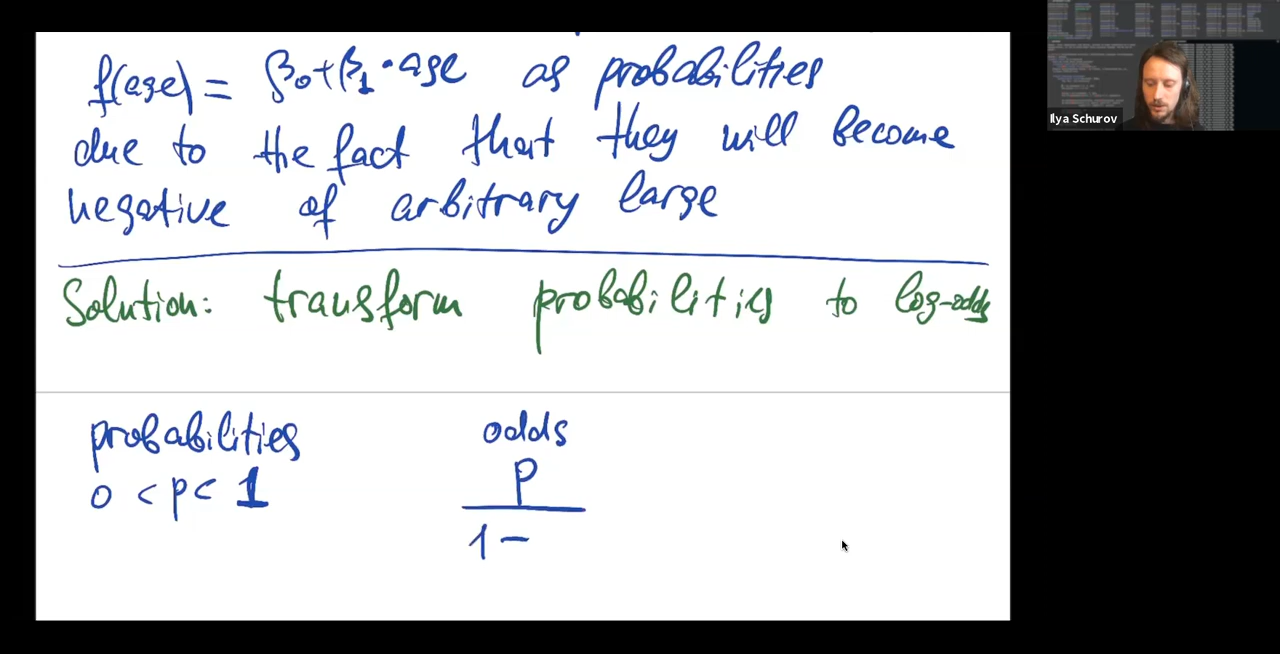 f(age) = β₀+β₁•age as probabilities
due to the fact that they will become
negative of arbitrary large
Solution: transform probabilities to log-odds
probabilities
0 < p < 1
odds
p
1 -
Ilya Schurov